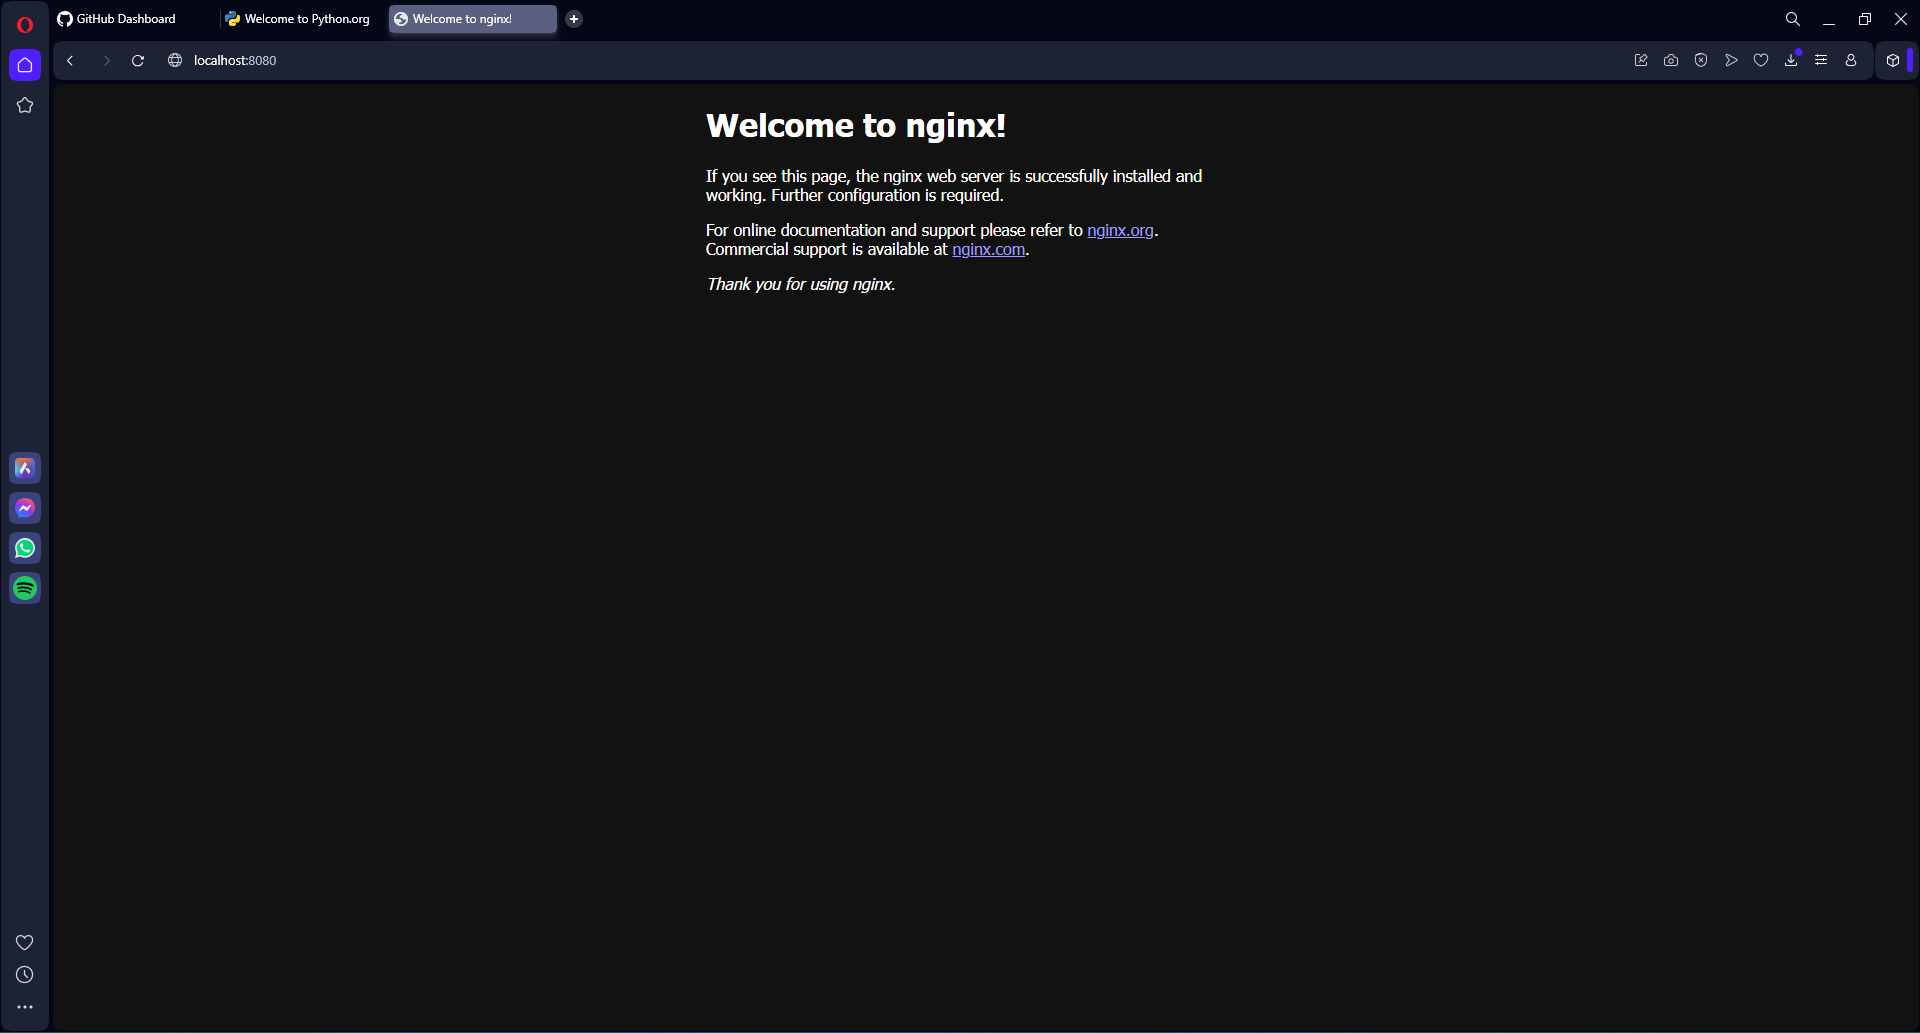 GitHub Dashboard
Welcome to Python.org
Welcome to nginx!
localhost:8080
Welcome to nginx!
If you see this page, the nginx web server is successfully installed and
working. Further configuration is required.
For online documentation and support please refer to nginx.org.
Commercial support is available at nginx.com.
Thank you for using nginx.